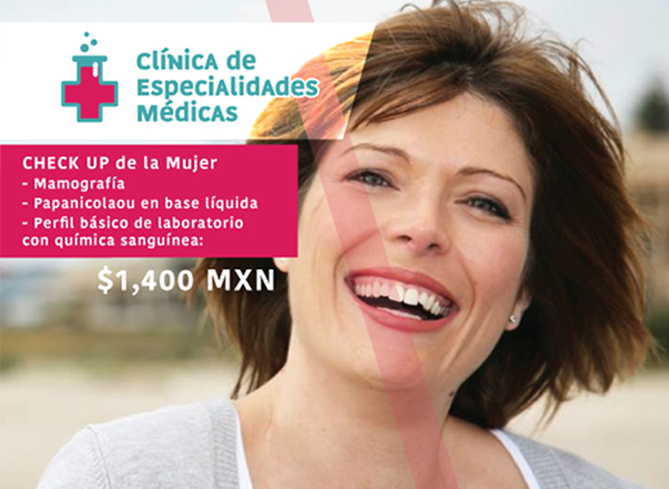 Clínica de
Especialidades
Médicas
CHECK UP de la Mujer
- Mamografía
- Papanicolaou en base líquida
- Perfil básico de laboratorio
con química sanguínea:
$1,400 MXN